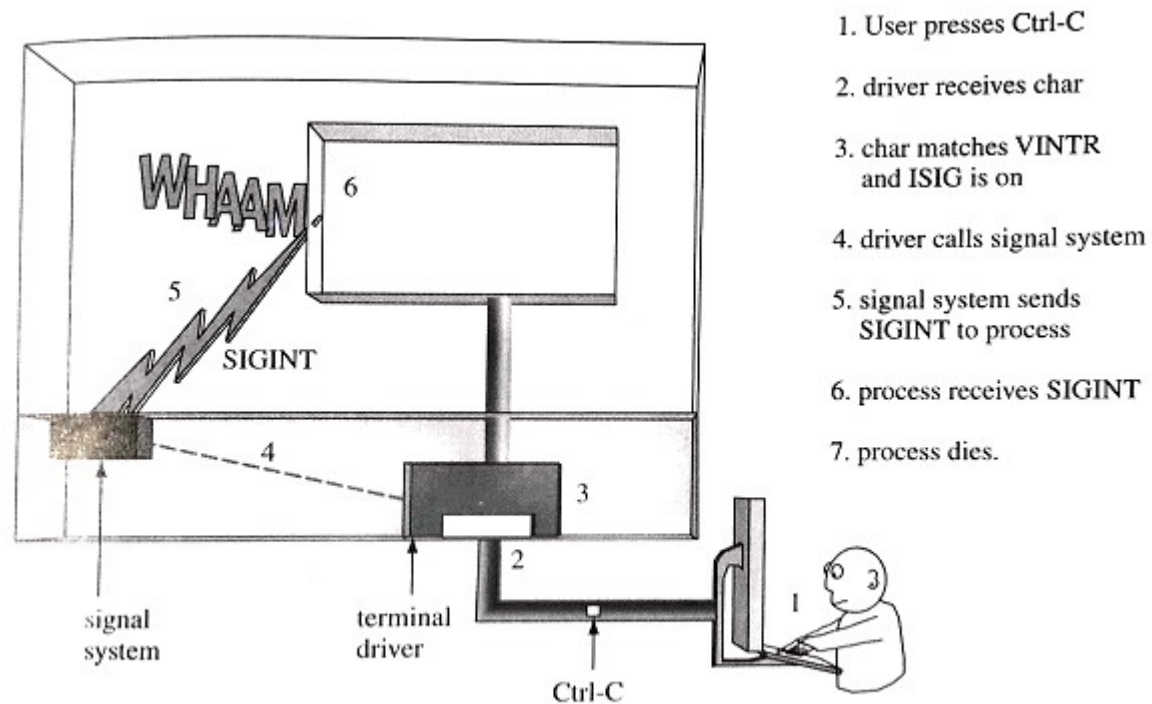 1. User presses Ctrl-C
2. driver receives char
3. char matches VINTR
and ISIG is on
4. driver calls signal system
5. signal system sends
SIGINT to process
6. process receives SIGINT
7. process dies.
WHAAM
6
5
SIGINT
4
3
2
1
signal
system
terminal
driver
Ctrl-C